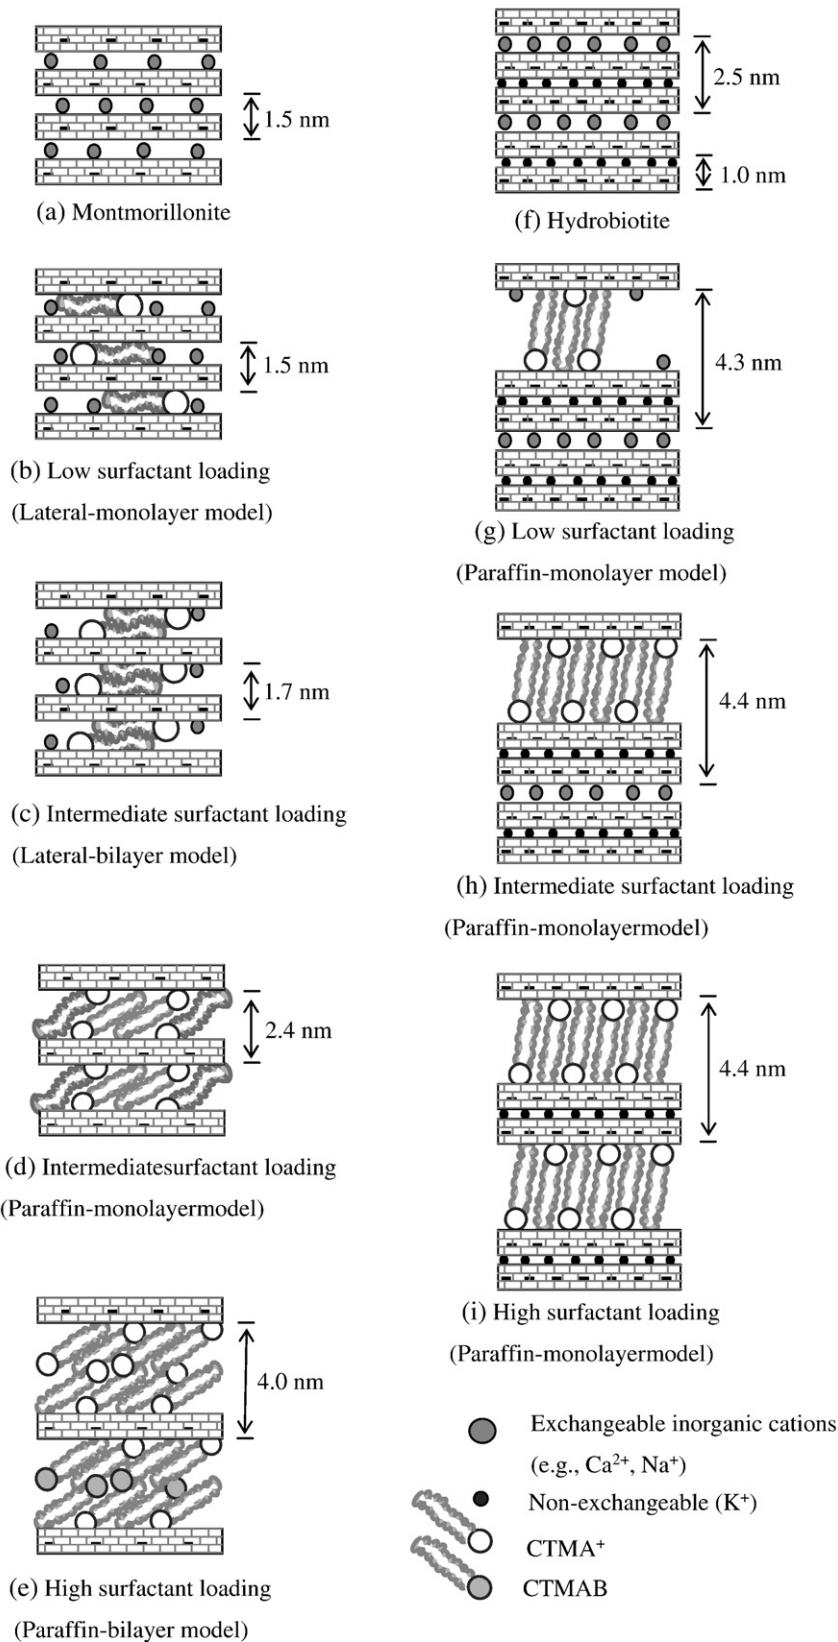 1.5 nm
(a) Montmorillonite
1.5 nm
(b) Low surfactant loading
(Lateral-monolayer model)
1.7 nm
(c) Intermediate surfactant loading
(Lateral-bilayer model)
2.4 nm
(d) Intermediatesurfactant loading
(Paraffin-monolayermodel)
4.0 nm
(e) High surfactant loading
(Paraffin-bilayer model)
2.5 nm
1.0 nm
(f) Hydrobiotite
4.3 nm
(g) Low surfactant loading
(Paraffin-monolayer model)
4.4 nm
(h) Intermediate surfactant loading
(Paraffin-monolayermodel)
4.4 nm
(i) High surfactant loading
(Paraffin-monolayermodel)
Exchangeable inorganic cations
(e.g., Ca²⁺, Na⁺)
Non-exchangeable (K⁺)
CTMA⁺
CTMAB